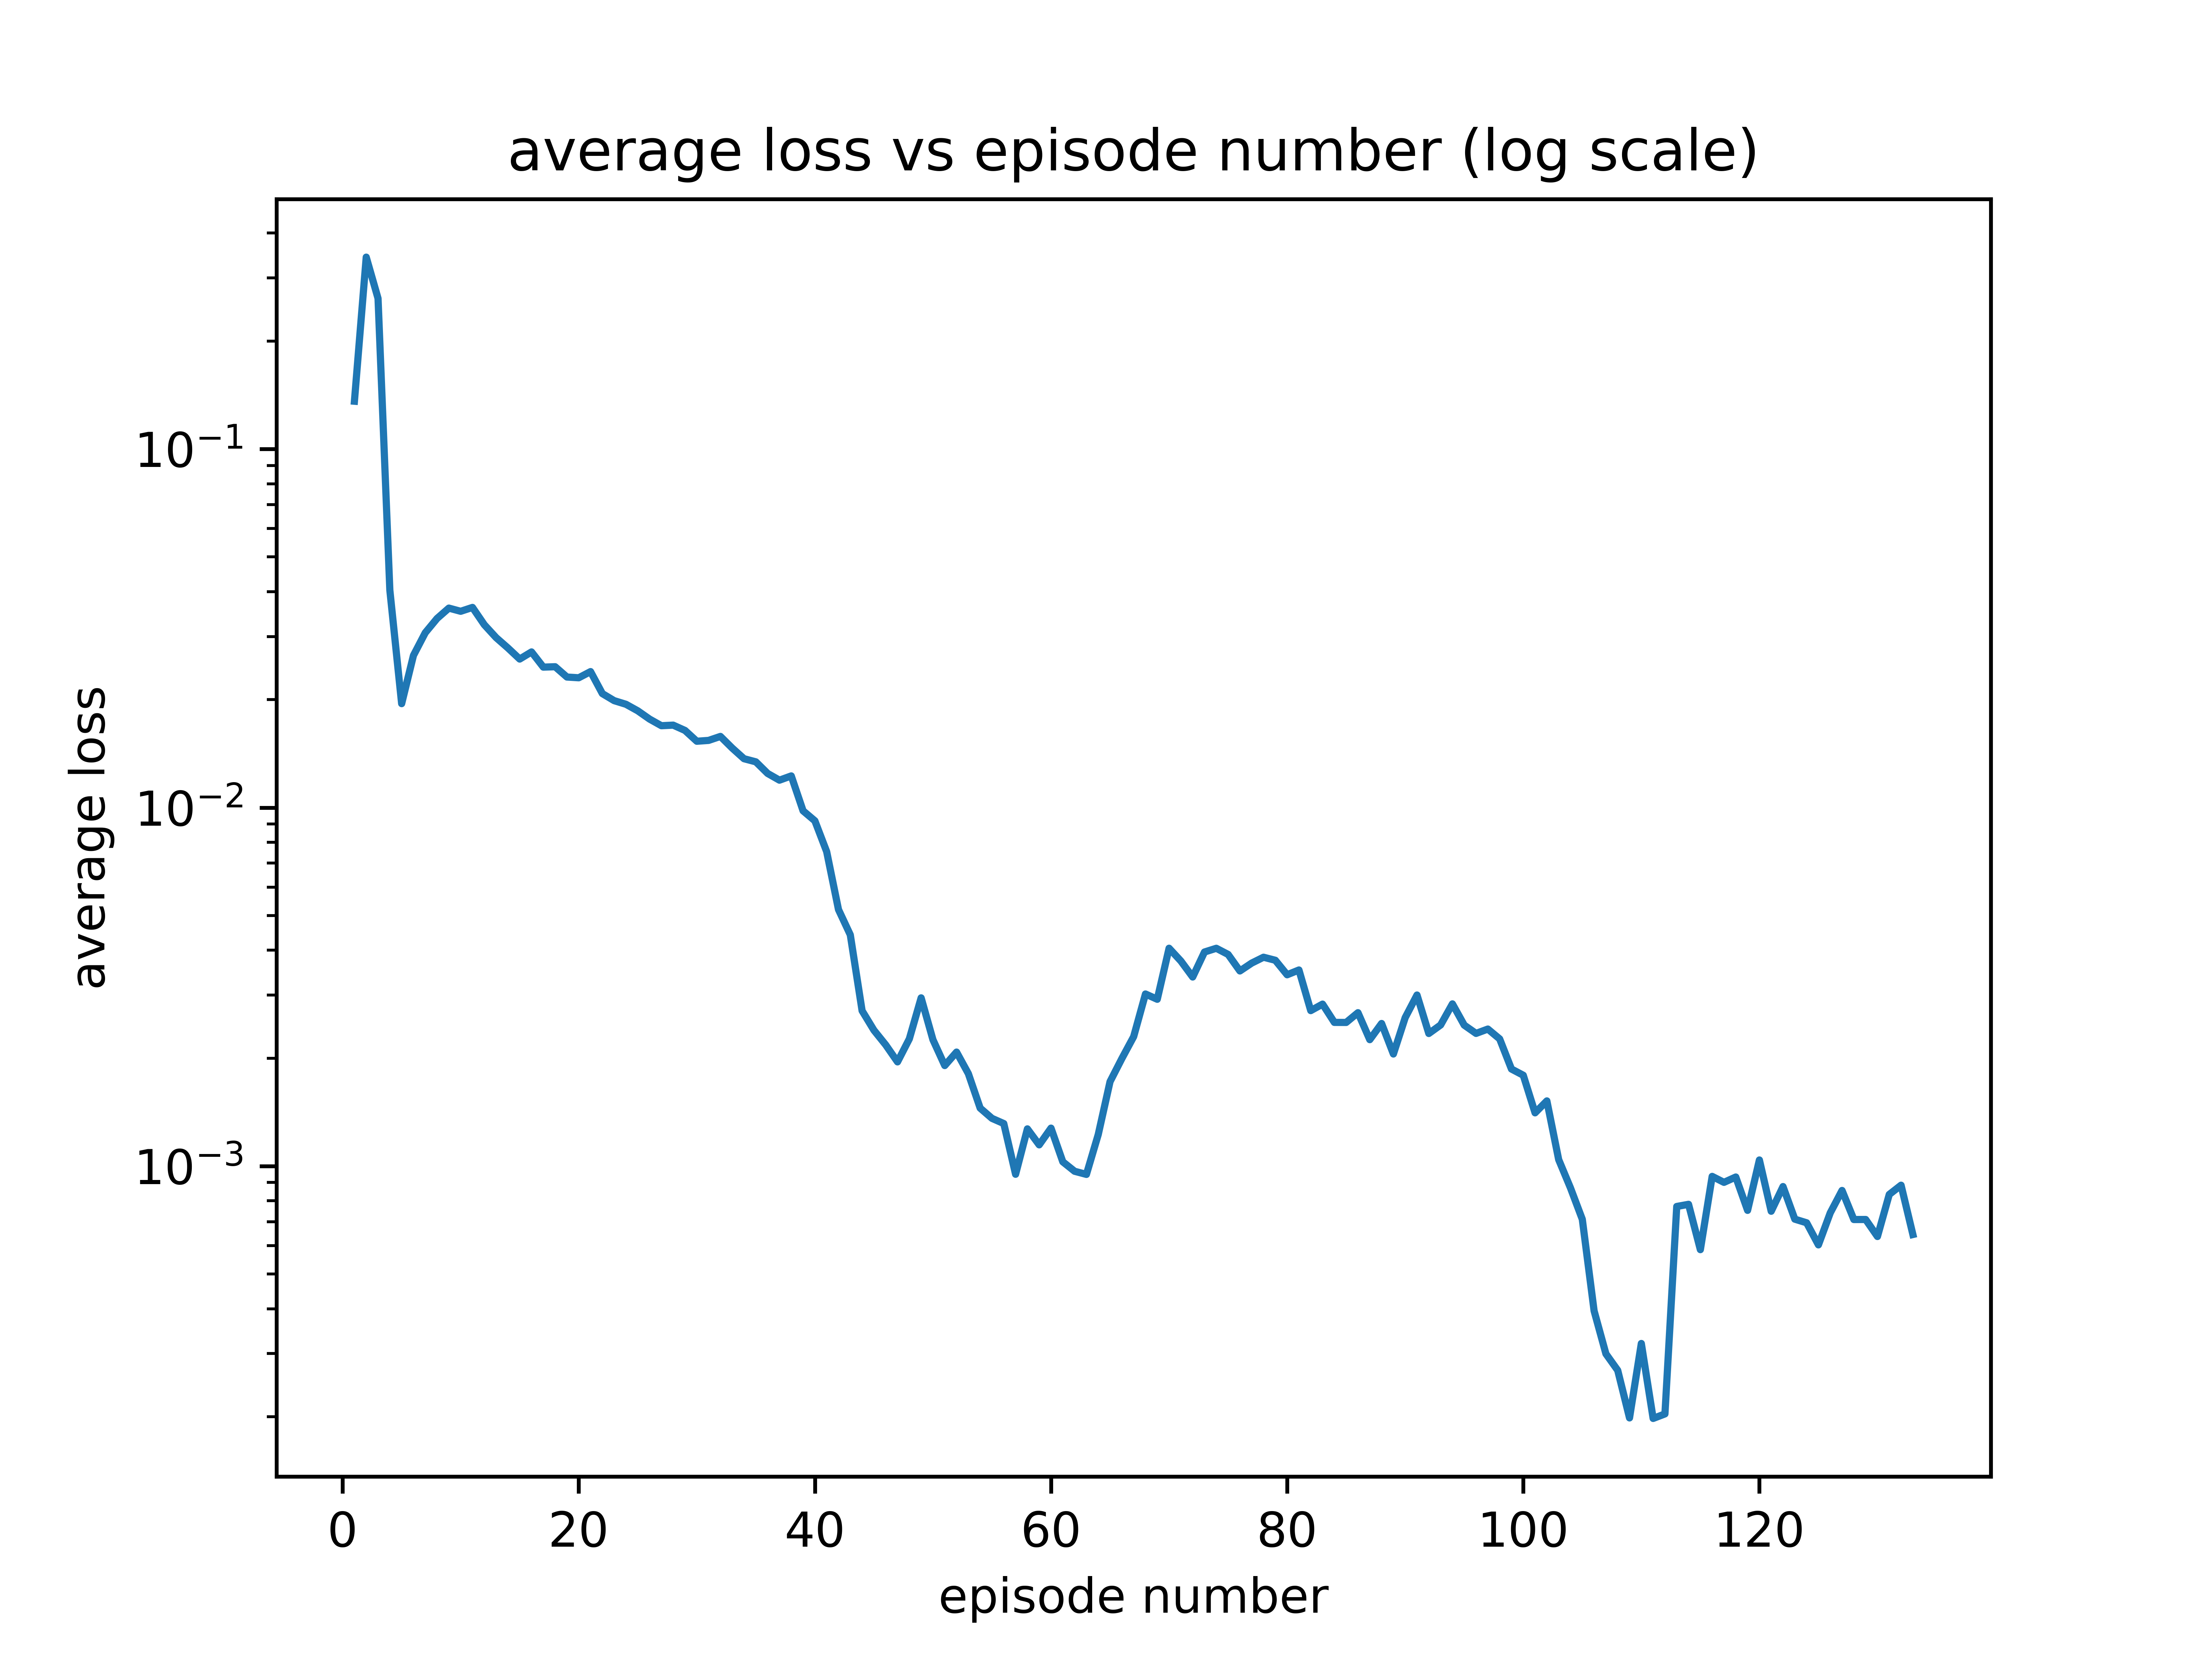 average loss vs episode number (log scale)
average loss
10⁻¹
10⁻²
10⁻³
0 20 40 60 80 100 120
episode number